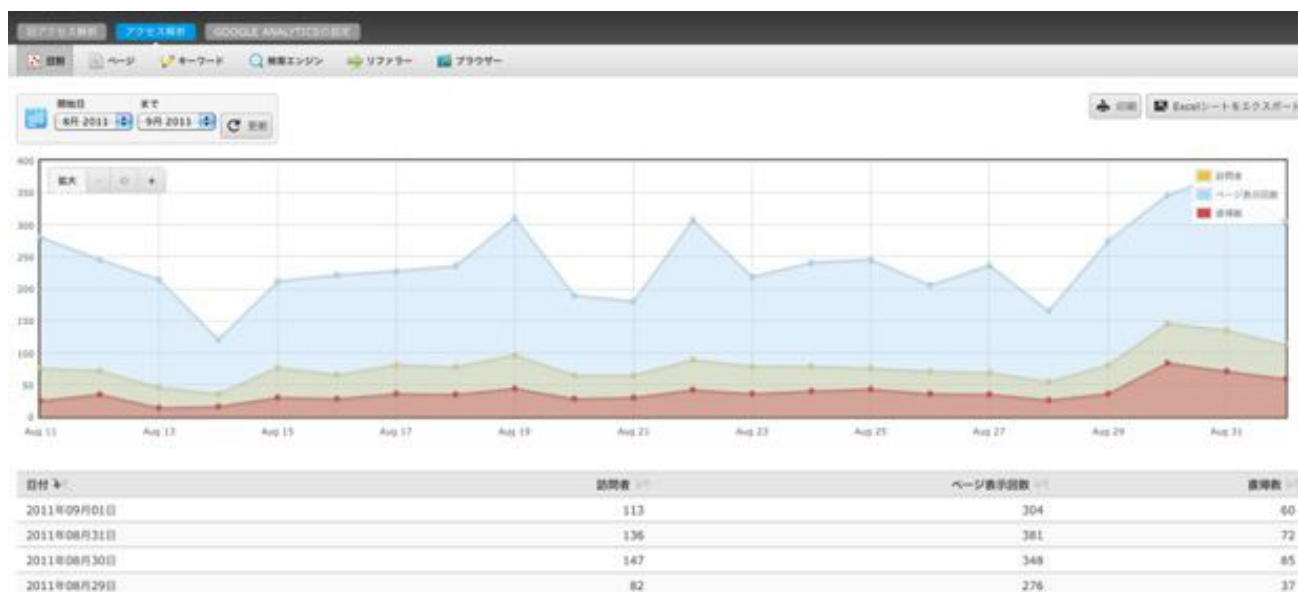 旧アクセス解析 アクセス解析 GOOGLE ANALYTICSの設定
日別 ページ キーワード 検索エンジン リファラー ブラウザー
開始日 まで
8月 2011 9月 2011 更新
印刷 Excelシートをエクスポート
拡大 - +
訪問者
ページ表示回数
直帰数
400
350
300
250
200
150
100
50
0
Aug 11 Aug 13 Aug 15 Aug 17 Aug 19 Aug 21 Aug 23 Aug 25 Aug 27 Aug 29 Aug 31
日付 訪問者 ページ表示回数 直帰数
2011年09月01日 113 304 60
2011年08月31日 136 381 72
2011年08月30日 147 348 85
2011年08月29日 82 276 37